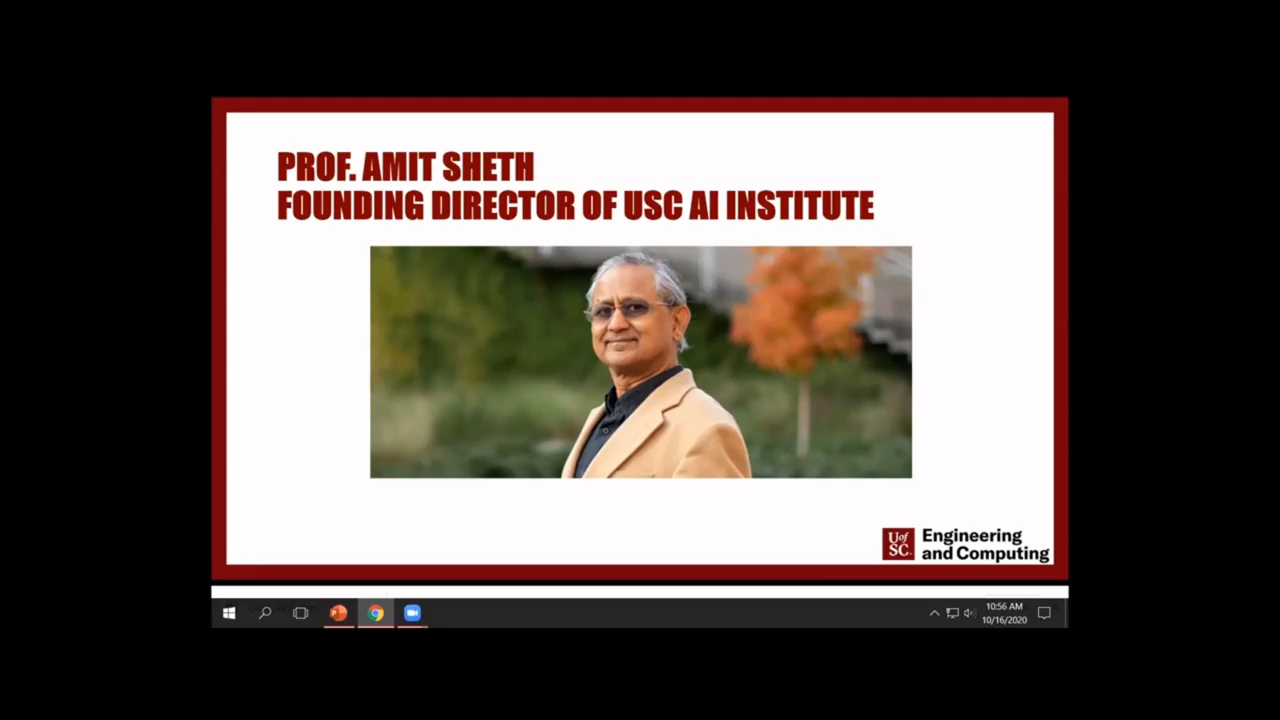 PROF. AMIT SHETH
FOUNDING DIRECTOR OF USC AI INSTITUTE
UofSC
Engineering
and Computing
10:56 AM
10/16/2020